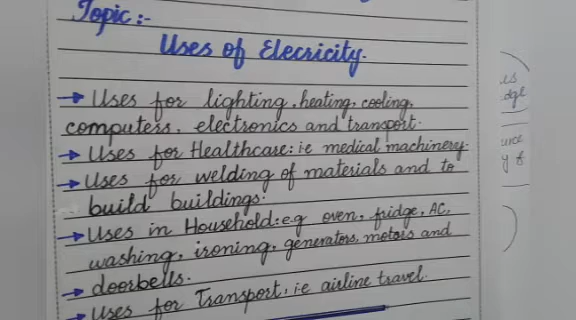 Topic:-
Uses of Elecricity.
→ Uses for lighting, heating, cooling,
computers, electronics and transport.
→ Uses for Healthcare: ie medical machinery.
→ Uses for welding of materials and to
build buildings.
→ Uses in Household: e.g oven, fridge, AC,
washing, ironing, generators, motors and
→ doorbells.
→ Uses for Transport, i.e airline travel.
y of